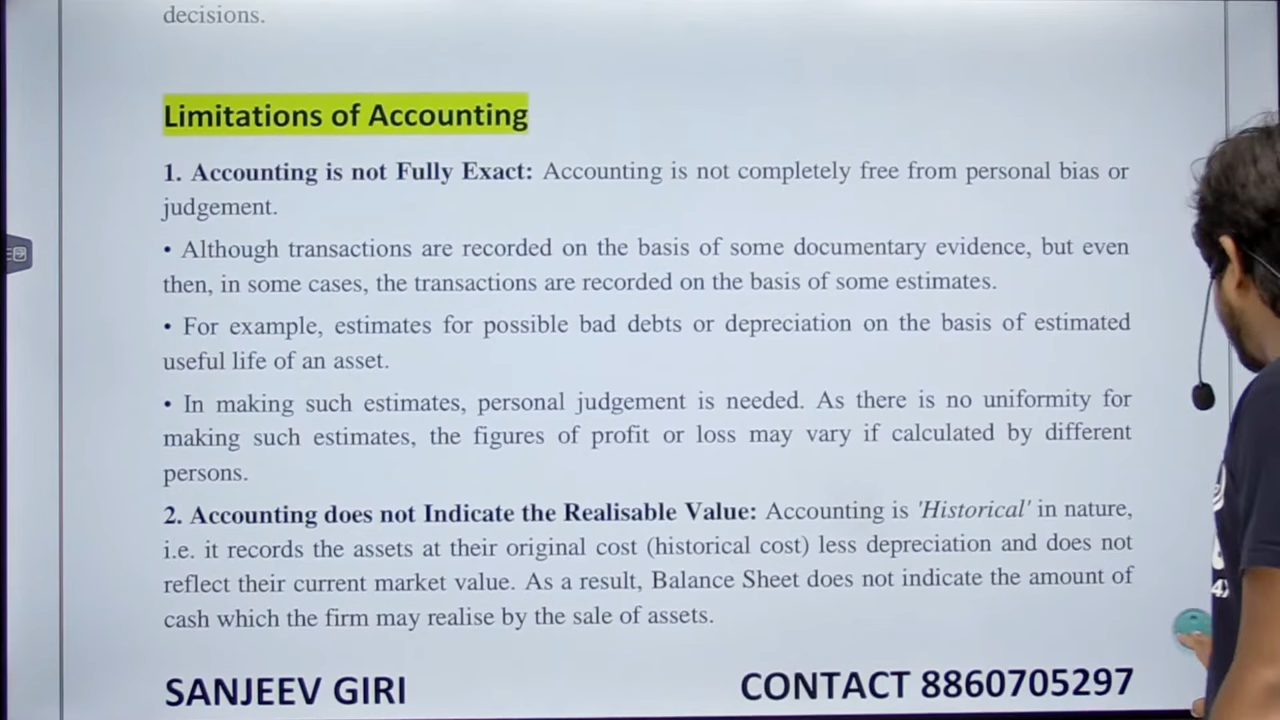 decisions.
Limitations of Accounting
1. Accounting is not Fully Exact: Accounting is not completely free from personal bias or
judgement.
• Although transactions are recorded on the basis of some documentary evidence, but even
then, in some cases, the transactions are recorded on the basis of some estimates.
• For example, estimates for possible bad debts or depreciation on the basis of estimated
useful life of an asset.
• In making such estimates, personal judgement is needed. As there is no uniformity for
making such estimates, the figures of profit or loss may vary if calculated by different
persons.
2. Accounting does not Indicate the Realisable Value: Accounting is 'Historical' in nature,
i.e. it records the assets at their original cost (historical cost) less depreciation and does not
reflect their current market value. As a result, Balance Sheet does not indicate the amount of
cash which the firm may realise by the sale of assets.
SANJEEV GIRI CONTACT 8860705297